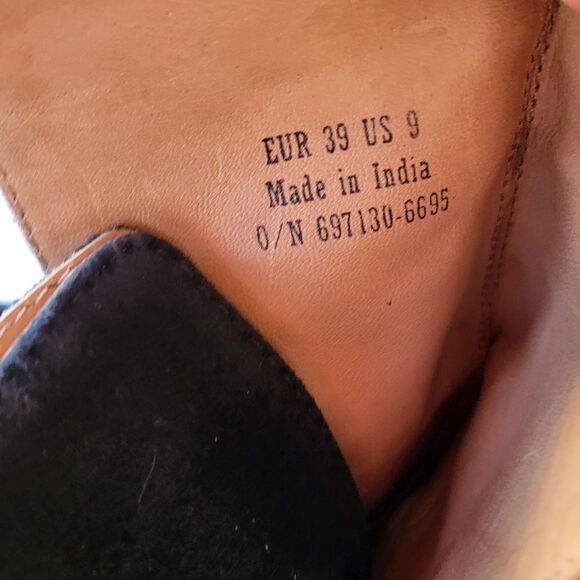 EUR 39 US 9
Made in India
O/N 697130-6695